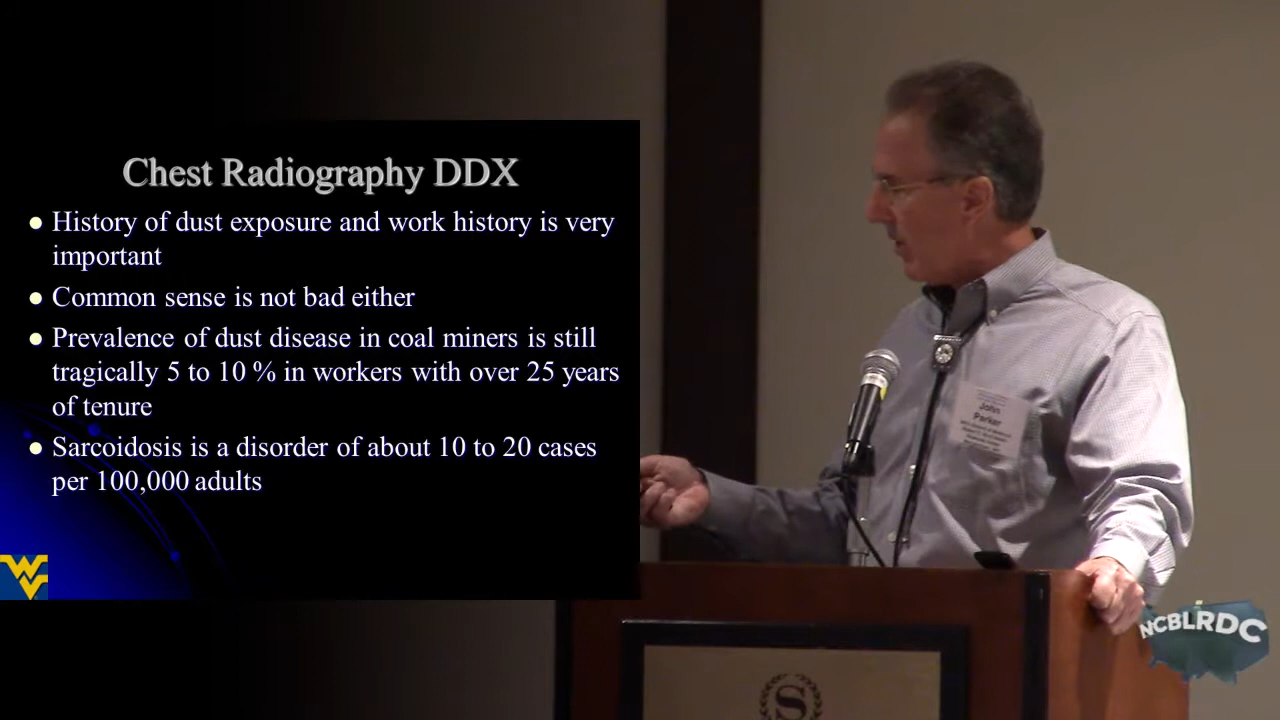 Chest Radiography DDX
History of dust exposure and work history is very
important
Common sense is not bad either
Prevalence of dust disease in coal miners is still
tragically 5 to 10 % in workers with over 25 years
of tenure
Sarcoidosis is a disorder of about 10 to 20 cases
per 100,000 adults
WV
John
Parker
S
NCBLRDC